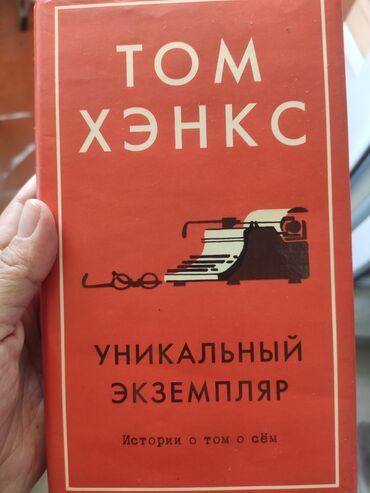 ТОМ
ХЭНКС
УНИКАЛЬНЫЙ
ЭКЗЕМПЛЯР
Истории о том о сём